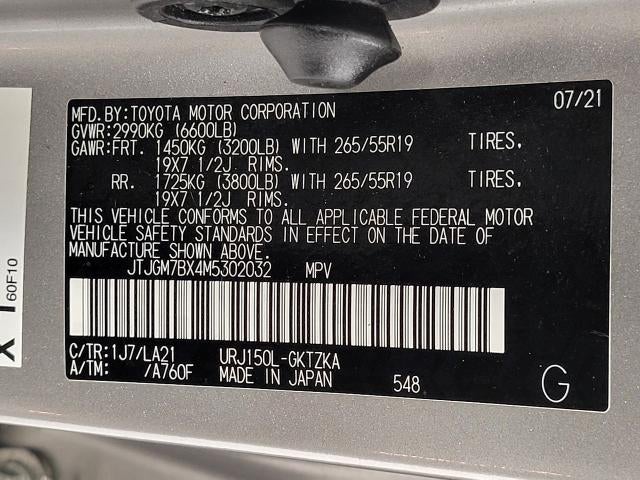 07/21
MFD.BY:TOYOTA MOTOR CORPORATION
GVWR:2990KG (6600LB)
GAWR:FRT. 1450KG (3200LB) WITH 265/55R19 TIRES.
19X7 1/2J RIMS.
RR. 1725KG (3800LB) WITH 265/55R19 TIRES,
19X7 1/2J RIMS.
THIS VEHICLE CONFORMS TO ALL APPLICABLE FEDERAL MOTOR
VEHICLE SAFETY STANDARDS IN EFFECT ON THE DATE OF
MANUFACTURE SHOWN ABOVE.
JTJGM7BX4M5302032 MPV
C/TR:1J7/LA21 URJ150L-GKTZKA
A/TM: /A760F MADE IN JAPAN 548
G
60F10